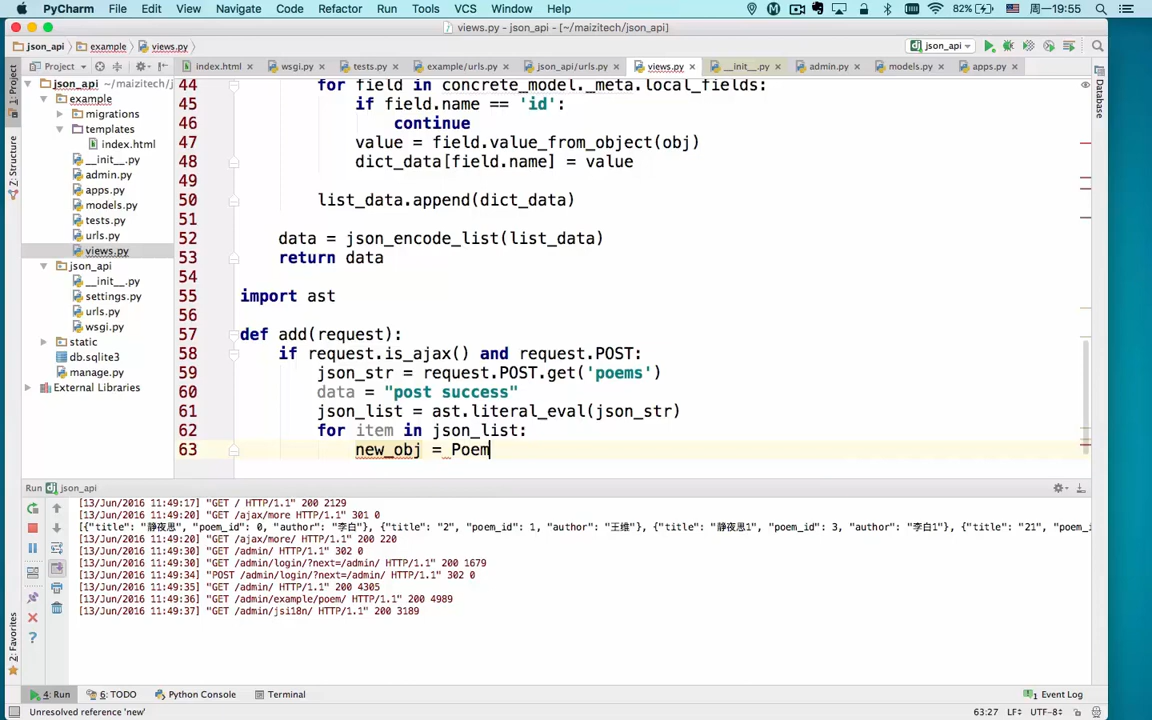 PyCharm File Edit View Navigate Code Refactor Run Tools VCS Window Help 82% 周一19:55
views.py - json_api - [~/maizitech/json_api]
json_api example views.py json_api
Project index.html wsgi.py tests.py example/urls.py json_api/urls.py views.py __init__.py admin.py models.py apps.py
1: Project
Z: Structure
2: Favorites
Database
json_api ~/maizitech/j
example
migrations
templates
index.html
__init__.py
admin.py
apps.py
models.py
tests.py
urls.py
views.py
json_api
__init__.py
settings.py
urls.py
wsgi.py
static
db.sqlite3
manage.py
External Libraries
44 for field in concrete_model._meta.local_fields:
45 if field.name == 'id':
46 continue
47 value = field.value_from_object(obj)
48 dict_data[field.name] = value
49
50 list_data.append(dict_data)
51
52 data = json_encode_list(list_data)
53 return data
54
55 import ast
56
57 def add(request):
58 if request.is_ajax() and request.POST:
59 json_str = request.POST.get('poems')
60 data = "post success"
61 json_list = ast.literal_eval(json_str)
62 for item in json_list:
63 new_obj = Poem
Run json_api
[13/Jun/2016 11:49:17] "GET / HTTP/1.1" 200 2129
[13/Jun/2016 11:49:20] "GET /ajax/more HTTP/1.1" 301 0
[{"title": "静夜思", "poem_id": 0, "author": "李白"}, {"title": "2", "poem_id": 1, "author": "王维"}, {"title": "静夜思1", "poem_id": 3, "author": "李白1"}, {"title": "21", "poem_i
[13/Jun/2016 11:49:20] "GET /ajax/more/ HTTP/1.1" 200 220
[13/Jun/2016 11:49:30] "GET /admin/ HTTP/1.1" 302 0
[13/Jun/2016 11:49:30] "GET /admin/login/?next=/admin/ HTTP/1.1" 200 1679
[13/Jun/2016 11:49:34] "POST /admin/login/?next=/admin/ HTTP/1.1" 302 0
[13/Jun/2016 11:49:35] "GET /admin/ HTTP/1.1" 200 4305
[13/Jun/2016 11:49:36] "GET /admin/example/poem/ HTTP/1.1" 200 4989
[13/Jun/2016 11:49:37] "GET /admin/jsi18n/ HTTP/1.1" 200 3189
4: Run 6: TODO Python Console Terminal 1 Event Log
Unresolved reference 'new' 63:27 LF÷ UTF-8÷